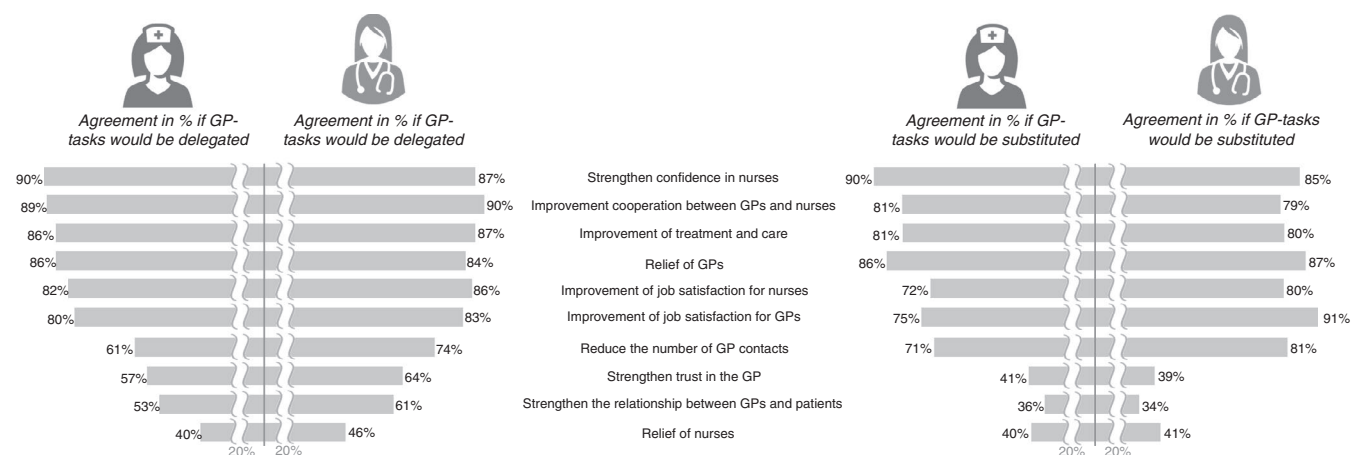 Agreement in % if GP-
tasks would be delegated
Agreement in % if GP-
tasks would be delegated
Agreement in % if GP-
tasks would be substituted
Agreement in % if GP-tasks
would be substituted
90% 87% Strengthen confidence in nurses 90% 85%
89% 90% Improvement cooperation between GPs and nurses 81% 79%
86% 87% Improvement of treatment and care 81% 80%
86% 84% Relief of GPs 86% 87%
82% 86% Improvement of job satisfaction for nurses 72% 80%
80% 83% Improvement of job satisfaction for GPs 75% 91%
61% 74% Reduce the number of GP contacts 71% 81%
57% 64% Strengthen trust in the GP 41% 39%
53% 61% Strengthen the relationship between GPs and patients 36% 34%
40% 46% Relief of nurses 40% 41%
20% 20% 20% 20%